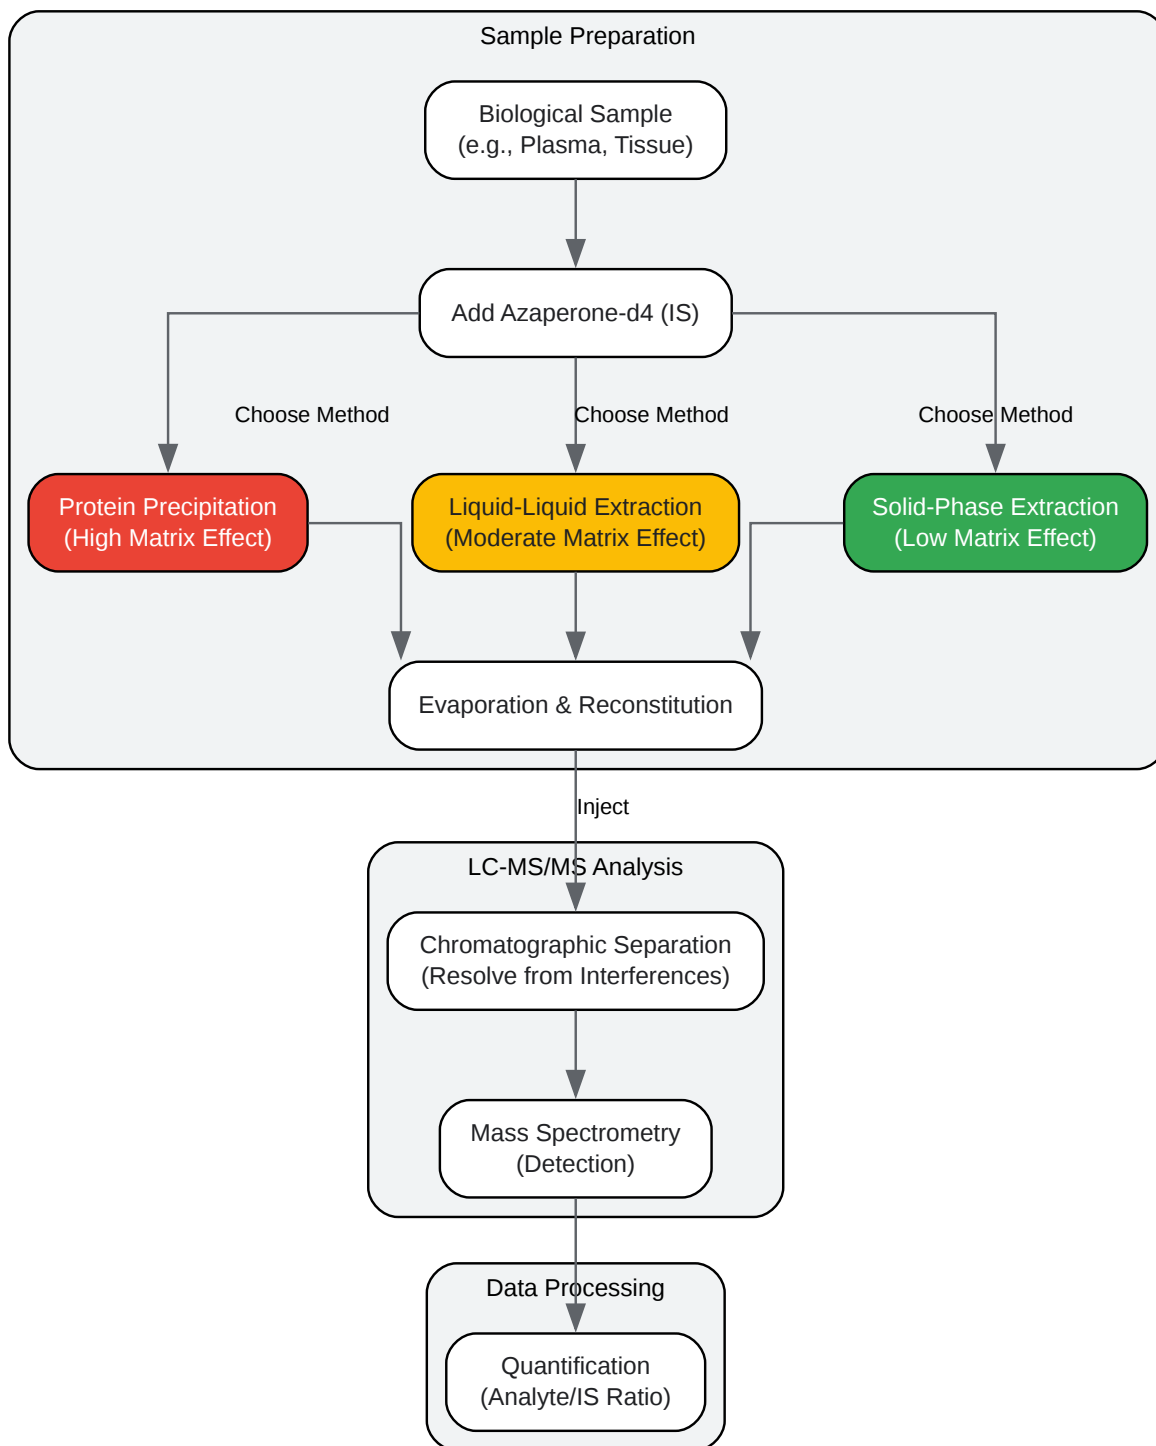 Sample Preparation
Biological Sample
(e.g., Plasma, Tissue)
Add Azaperone-d4 (IS)
Choose Method
Choose Method
Choose Method
Protein Precipitation
(High Matrix Effect)
Liquid-Liquid Extraction
(Moderate Matrix Effect)
Solid-Phase Extraction
(Low Matrix Effect)
Evaporation & Reconstitution
Inject
LC-MS/MS Analysis
Chromatographic Separation
(Resolve from Interferences)
Mass Spectrometry
(Detection)
Data Processing
Quantification
(Analyte/IS Ratio)